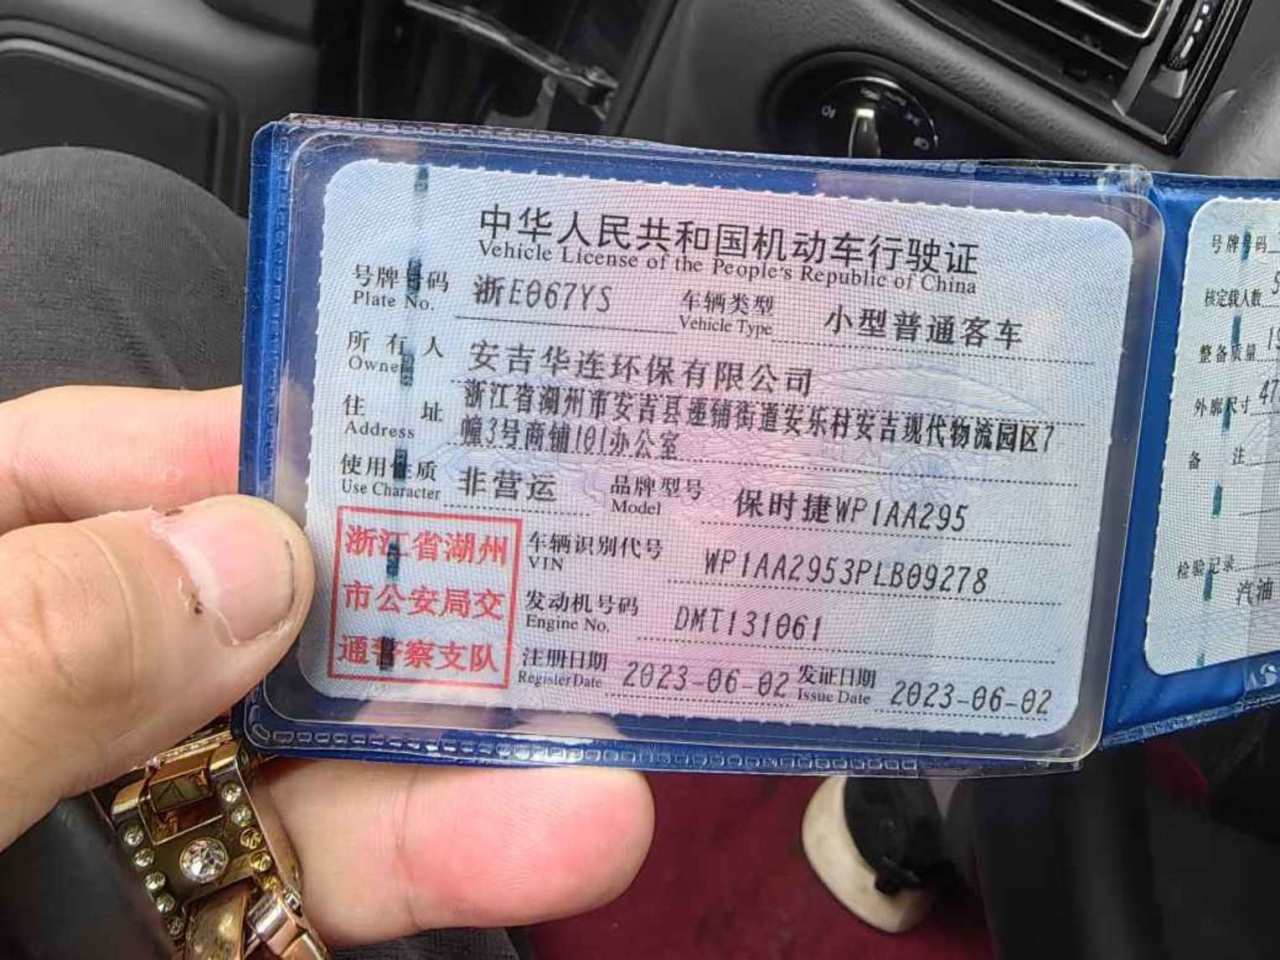 中华人民共和国机动车行驶证
Vehicle License of the People's Republic of China
号牌号码 浙E067YS 车辆类型 小型普通客车
Plate No. Vehicle Type
所有人 安吉华连环保有限公司
Owner
住址 浙江省湖州市安吉县递铺街道安乐村安吉现代物流园区7
Address 幢3号商铺101办公室
使用性质 非营运 品牌型号 保时捷WP1AA295
Use Character Model
浙江省湖州
市公安局交
通警察支队
车辆识别代号 WP1AA2953PLB09278
VIN
发动机号码 DMT131061
Engine No.
注册日期 2023-06-02 发证日期 2023-06-02
Register Date Issue Date
号牌号码
核定载人数
整备质量
外廓尺寸
备注
检验记录
汽油